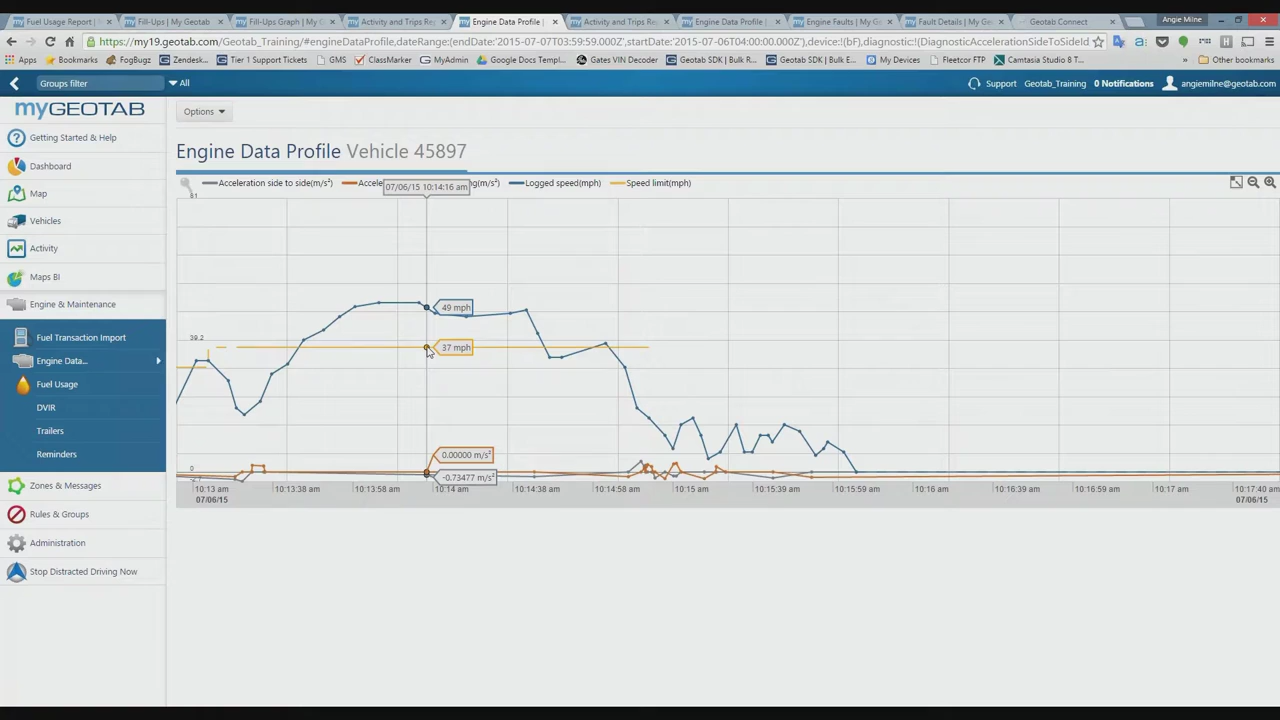 Fuel Usage Report | My
Fill-Ups | My Geotab
Fill-Ups Graph | My G
Activity and Trips Rep
Engine Data Profile |
Activity and Trips Rep
Engine Data Profile |
Engine Faults | My Ge
Fault Details | My Geo
Geotab Connect
Angie Milne
https://my19.geotab.com/Geotab_Training/#engineDataProfile,dateRange:(endDate:'2015-07-07T03:59:59.000Z',startDate:'2015-07-06T04:00:00.000Z'),device:!(bF),diagnostic:!(DiagnosticAccelerationSideToSideId
Apps Bookmarks FogBugz Zendesk... Tier 1 Support Ticket... GMS ClassMarker MyAdmin Google Docs Templ... Gates VIN Decoder Geotab SDK | Bulk E... Geotab SDK | Bulk E... My Devices Fleetcor FTP Camtasia Studio 8 T... » Other bookmarks
Groups filter All Support Geotab_Training 0 Notifications angiemilne@geotab.com
myGEOTAB
Options
Getting Started & Help
Dashboard
Map
Vehicles
Activity
Maps BI
Engine & Maintenance
Fuel Transaction Import
Engine Data...
Fuel Usage
DVIR
Trailers
Reminders
Zones & Messages
Rules & Groups
Administration
Stop Distracted Driving Now
Engine Data Profile Vehicle 45897
Acceleration side to side(m/s²) Logged speed(mph) Speed limit(mph)
07/06/15 10:14:16 am
49 mph
39.2
37 mph
0.00000 m/s²
0
-0.73477 m/s²
10:13 am 10:13:38 am 10:13:58 am 10:14 am 10:14:38 am 10:14:58 am 10:15 am 10:15:39 am 10:15:59 am 10:16 am 10:16:39 am 10:16:59 am 10:17 am 10:17:40 am
07/06/15 07/06/15